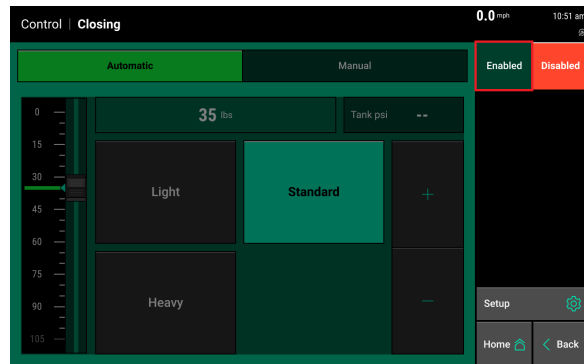 Control | Closing
0.0 mph
10:51 am
Automatic
Manual
Enabled
Disabled
0
15
30
45
60
75
90
105
35 lbs
Tank psi --
Light
Standard
+
Heavy
−
Setup
Home
< Back